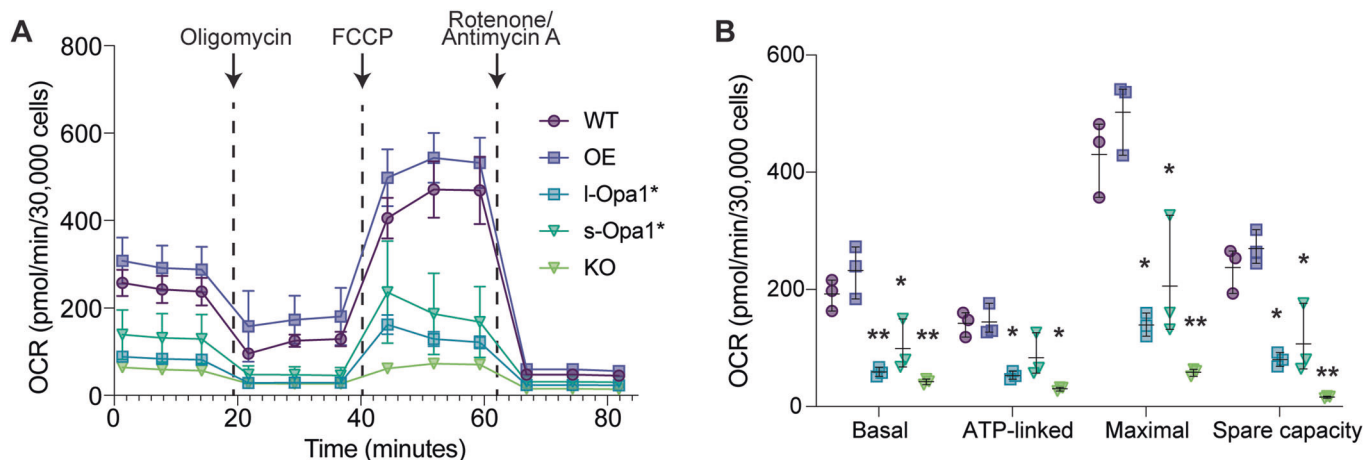 A
Oligomycin
FCCP
Rotenone/
Antimycin A
OCR (pmol/min/30,000 cells)
800
600
400
200
0
0
20
40
60
80
Time (minutes)
WT
OE
l-Opa1*
s-Opa1*
KO
B
OCR (pmol/min/30,000 cells)
600
400
200
0
**
*
**
*
*
*
*
**
*
*
**
Basal
ATP-linked
Maximal
Spare capacity